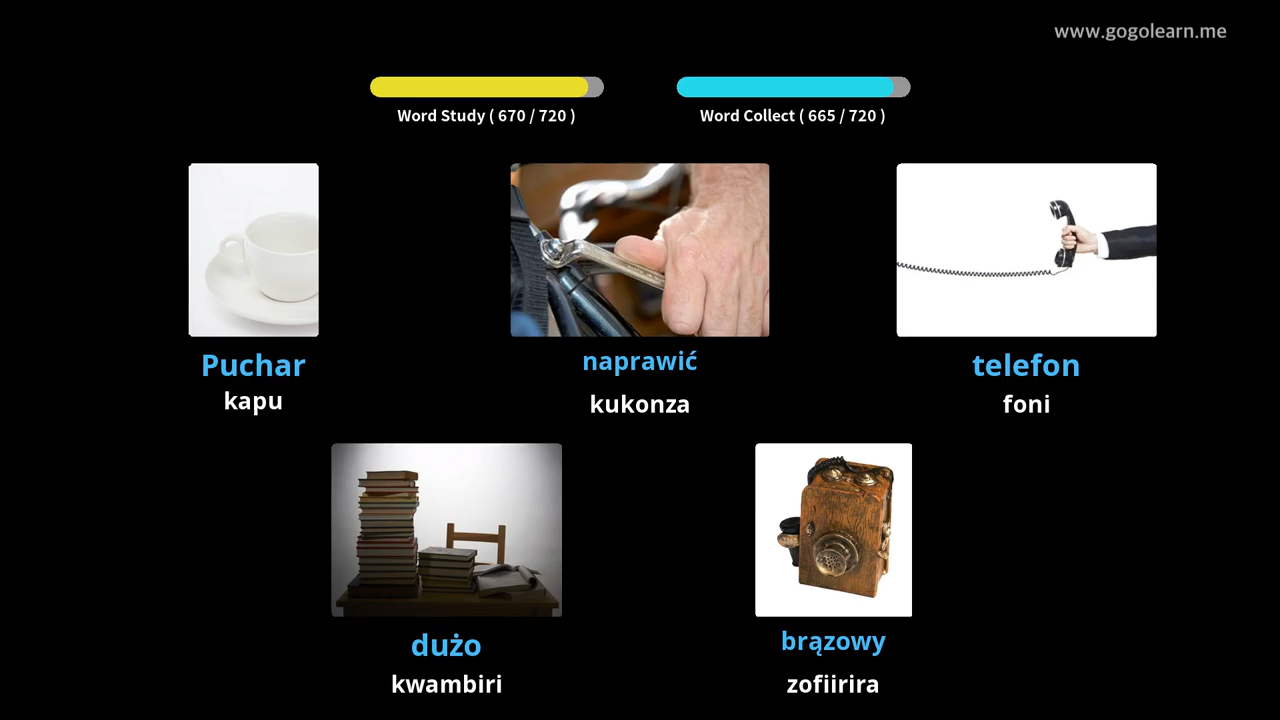 www.gogolearn.me
Word Study ( 670 / 720 )
Word Collect ( 665 / 720 )
Puchar
kapu
naprawić
kukonza
telefon
foni
dużo
kwambiri
brązowy
zofiirira